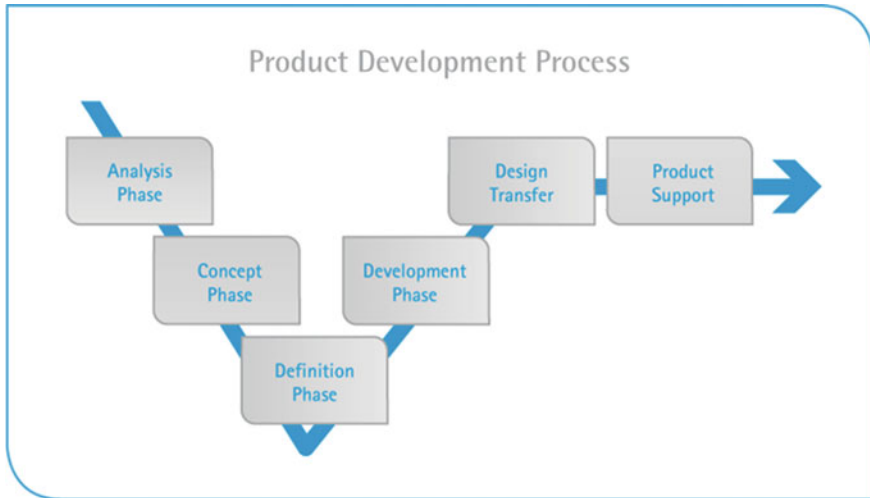 Product Development Process
Analysis
Phase
Concept
Phase
Definition
Phase
Development
Phase
Design
Transfer
Product
Support